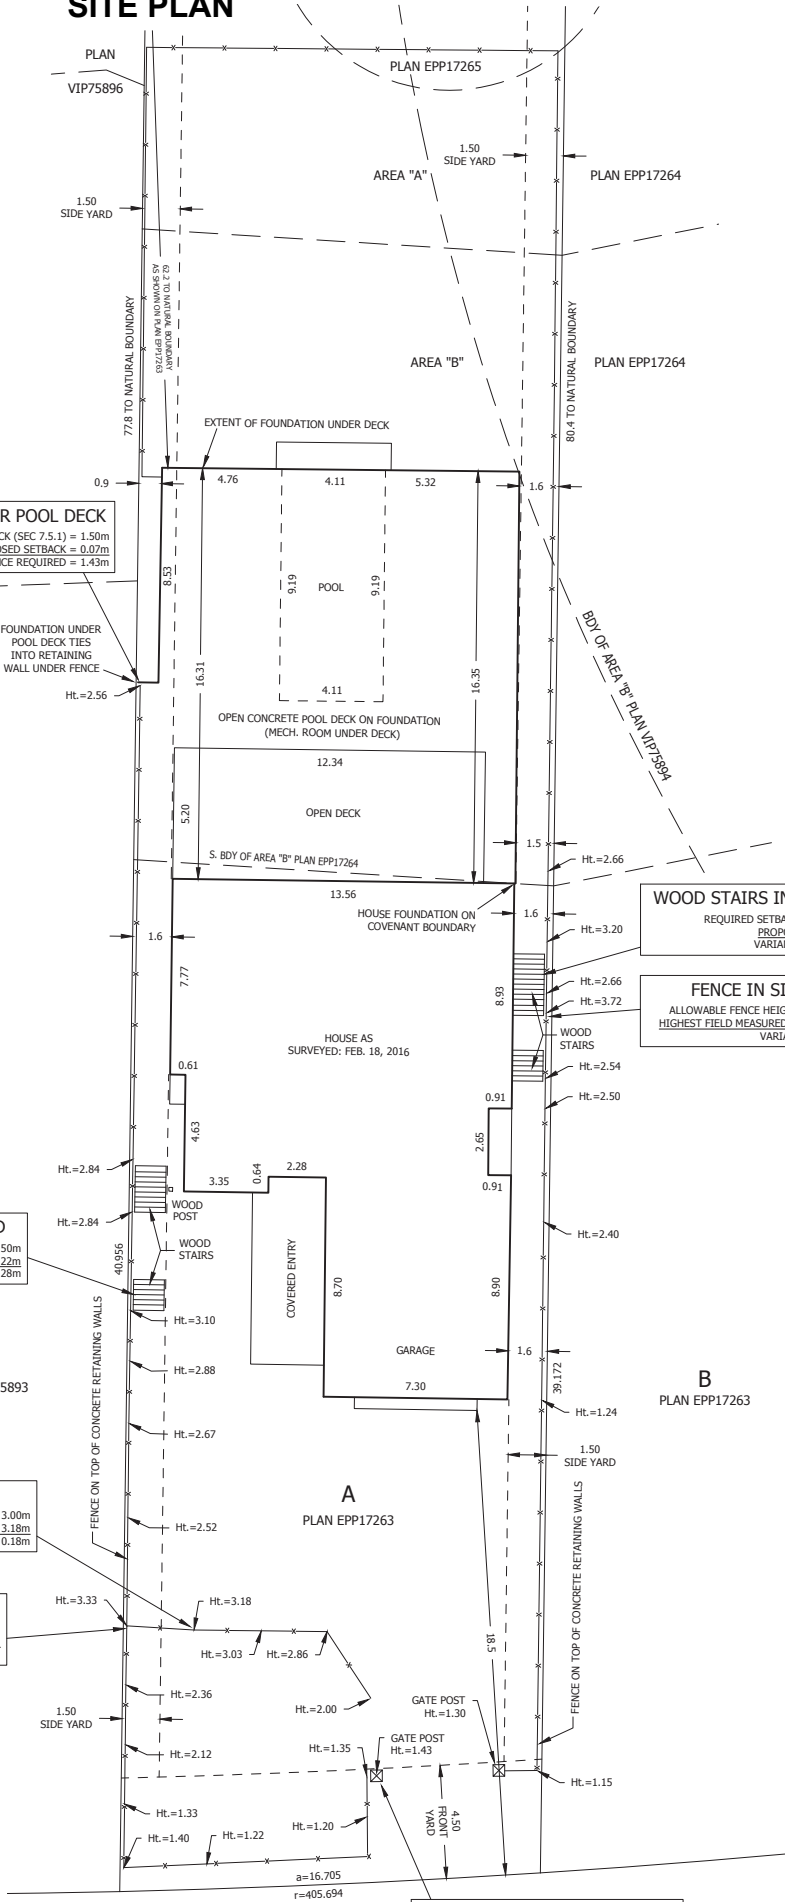 SITE PLAN
PLAN
VIP75896
PLAN EPP17265
1.50
SIDE YARD
AREA "A"
PLAN EPP17264
1.50
SIDE YARD
62.2 TO NATURAL BOUNDARY
AS SHOWN ON PLAN EPP17263
77.8 TO NATURAL BOUNDARY
80.4 TO NATURAL BOUNDARY
AREA "B"
PLAN EPP17264
EXTENT OF FOUNDATION UNDER DECK
0.9
4.76
4.11
5.32
1.6
R POOL DECK
CK (SEC 7.5.1) = 1.50m
OSED SETBACK = 0.07m
NCE REQUIRED = 1.43m
8.53
9.19
POOL
9.19
FOUNDATION UNDER
POOL DECK TIES
INTO RETAINING
WALL UNDER FENCE
Ht.=2.56
16.31
16.35
4.11
BDY OF AREA "B" PLAN VIP75894
OPEN CONCRETE POOL DECK ON FOUNDATION
(MECH. ROOM UNDER DECK)
12.34
5.20
OPEN DECK
1.5
Ht.=2.66
S. BDY OF AREA "B" PLAN EPP17264
13.56
HOUSE FOUNDATION ON
COVENANT BOUNDARY
1.6
1.6
WOOD STAIRS IN
REQUIRED SETBA
PROPO
VARIAN
Ht.=3.20
7.77
8.93
Ht.=2.66
Ht.=3.72
FENCE IN SI
ALLOWABLE FENCE HEIG
HIGHEST FIELD MEASURED
VARIA
HOUSE AS
SURVEYED: FEB. 18, 2016
WOOD
STAIRS
0.61
Ht.=2.54
0.91
Ht.=2.50
4.63
2.65
Ht.=2.84
3.35
0.64
2.28
0.91
WOOD
POST
Ht.=2.84
D
50m
22m
28m
WOOD
STAIRS
Ht.=2.40
40.956
COVERED ENTRY
8.70
8.90
Ht.=3.10
GARAGE
1.6
39.172
Ht.=2.88
7.30
5893
B
PLAN EPP17263
Ht.=1.24
Ht.=2.67
FENCE ON TOP OF CONCRETE RETAINING WALLS
1.50
SIDE YARD
A
PLAN EPP17263
3.00m
3.18m
0.18m
Ht.=2.52
FENCE ON TOP OF CONCRETE RETAINING WALLS
Ht.=3.33
Ht.=3.18
Ht.=3.03
Ht.=2.86
18.5
Ht.=2.36
Ht.=2.00
1.50
SIDE YARD
GATE POST
Ht.=1.30
Ht.=2.12
Ht.=1.35
GATE POST
Ht.=1.43
Ht.=1.15
4.50
FRONT
YARD
Ht.=1.33
Ht.=1.20
Ht.=1.40
Ht.=1.22
a=16.705
r=405.694